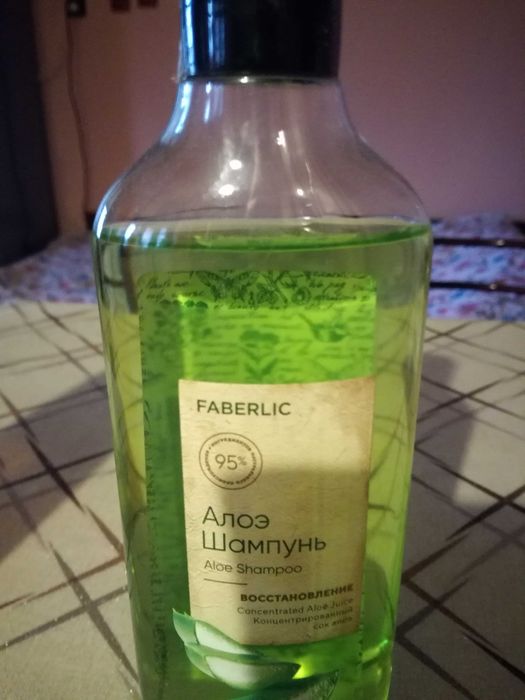 FABERLIC
95%
Алоэ
Шампунь
Aloe Shampoo
ВОССТАНОВЛЕНИЕ
Concentrated Aloe Juice
Концентрированный
сок алоэ